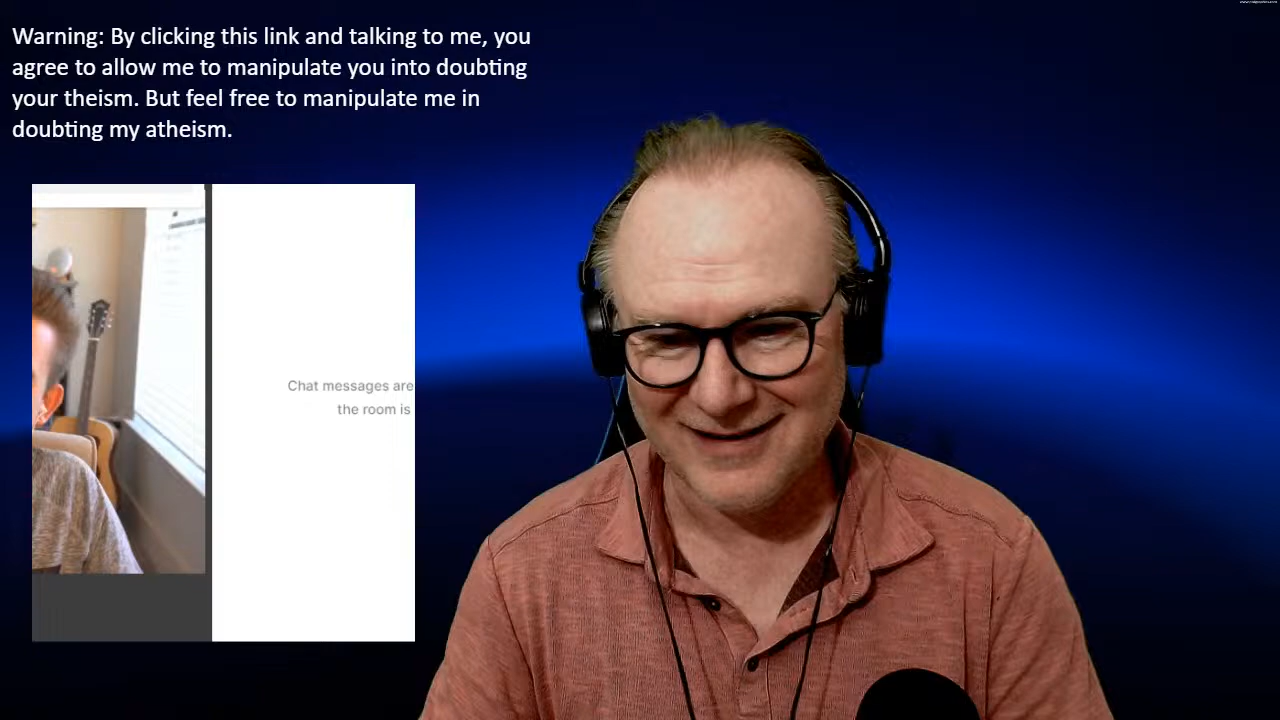 Warning: By clicking this link and talking to me, you
agree to allow me to manipulate you into doubting
your theism. But feel free to manipulate me in
doubting my atheism.
Chat messages are
the room is